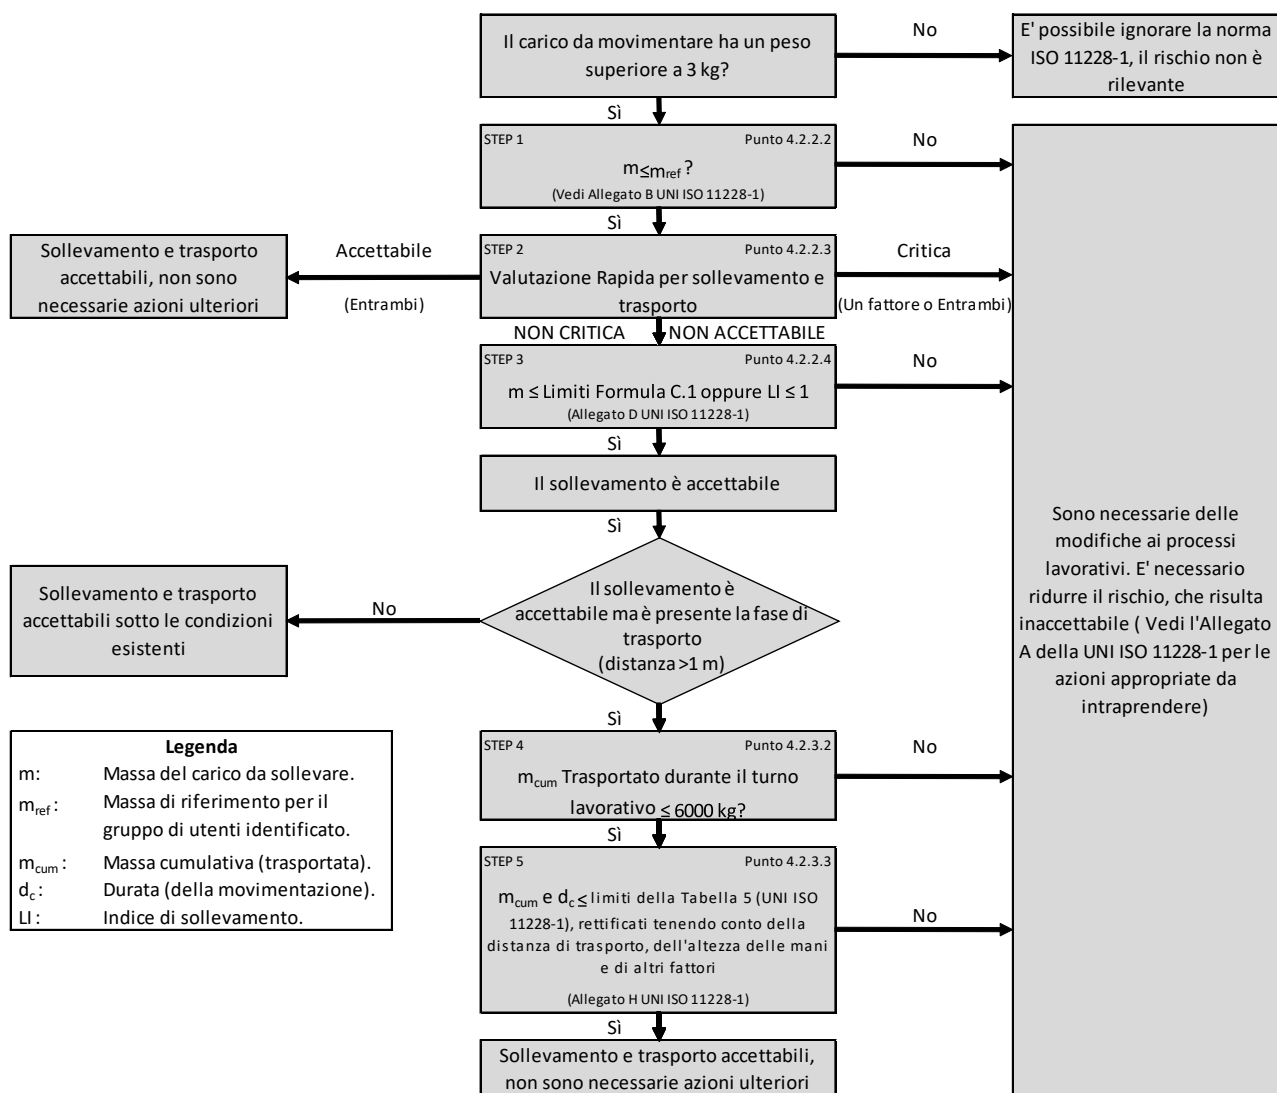 Il carico da movimentare ha un peso
superiore a 3 kg?
No
E' possibile ignorare la norma
ISO 11228-1, il rischio non è
rilevante
Sì
STEP 1 Punto 4.2.2.2
m≤mref ?
(Vedi Allegato B UNI ISO 11228-1)
No
Sì
Sollevamento e trasporto
accettabili, non sono
necessarie azioni ulteriori
Accettabile
(Entrambi)
STEP 2 Punto 4.2.2.3
Valutazione Rapida per sollevamento e
trasporto
Critica
(Un fattore o Entrambi)
NON CRITICA NON ACCETTABILE
STEP 3 Punto 4.2.2.4
m ≤ Limiti Formula C.1 oppure LI ≤ 1
(Allegato D UNI ISO 11228-1)
No
Sì
Il sollevamento è accettabile
Sì
Sono necessarie delle
modifiche ai processi
lavorativi. E' necessario
ridurre il rischio, che risulta
inaccettabile ( Vedi l'Allegato
A della UNI ISO 11228-1 per le
azioni appropriate da
intraprendere)
Sollevamento e trasporto
accettabili sotto le condizioni
esistenti
No
Il sollevamento è
accettabile ma è presente la fase di
trasporto
(distanza >1 m)
Sì
STEP 4 Punto 4.2.3.2
mcum Trasportato durante il turno
lavorativo ≤ 6000 kg?
No
Sì
Legenda
m: Massa del carico da sollevare.
mref : Massa di riferimento per il
gruppo di utenti identificato.
mcum : Massa cumulativa (trasportata).
dc : Durata (della movimentazione).
LI : Indice di sollevamento.
STEP 5 Punto 4.2.3.3
mcum e dc ≤ limiti della Tabella 5 (UNI ISO
11228-1), rettificati tenendo conto della
distanza di trasporto, dell'altezza delle mani
e di altri fattori
(Allegato H UNI ISO 11228-1)
No
Sì
Sollevamento e trasporto accettabili,
non sono necessarie azioni ulteriori